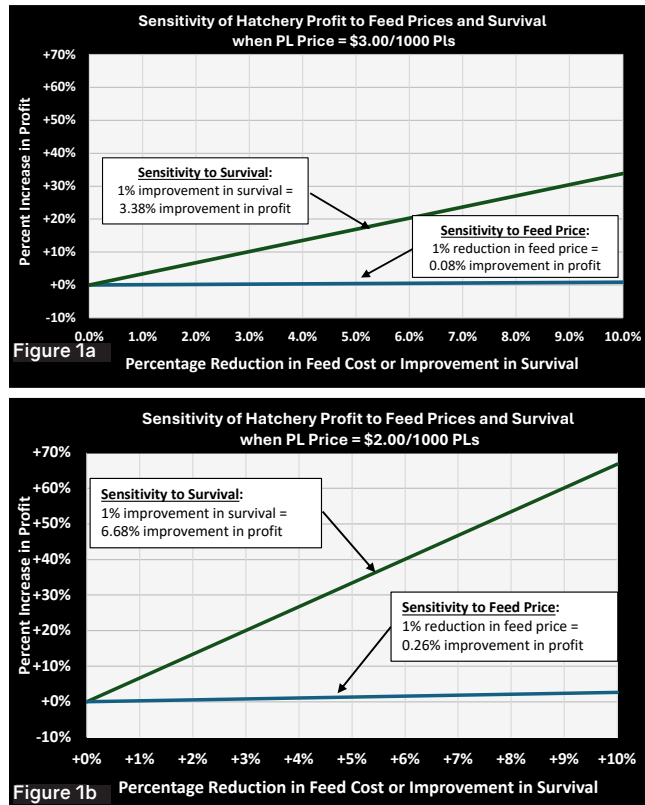 Sensitivity of Hatchery Profit to Feed Prices and Survival
when PL Price = $3.00/1000 Pls
+70%
+60%
+50%
+40%
+30%
+20%
+10%
+0%
-10%
Percent Increase in Profit
Sensitivity to Survival:
1% improvement in survival =
3.38% improvement in profit
Sensitivity to Feed Price:
1% reduction in feed price =
0.08% improvement in profit
0.0% 1.0% 2.0% 3.0% 4.0% 5.0% 6.0% 7.0% 8.0% 9.0% 10.0%
Figure 1a
Percentage Reduction in Feed Cost or Improvement in Survival
Sensitivity of Hatchery Profit to Feed Prices and Survival
when PL Price = $2.00/1000 PLs
+70%
+60%
+50%
+40%
+30%
+20%
+10%
+0%
-10%
Percent Increase in Profit
Sensitivity to Survival:
1% improvement in survival =
6.68% improvement in profit
Sensitivity to Feed Price:
1% reduction in feed price =
0.26% improvement in profit
+0% +1% +2% +3% +4% +5% +6% +7% +8% +9% +10%
Figure 1b
Percentage Reduction in Feed Cost or Improvement in Survival